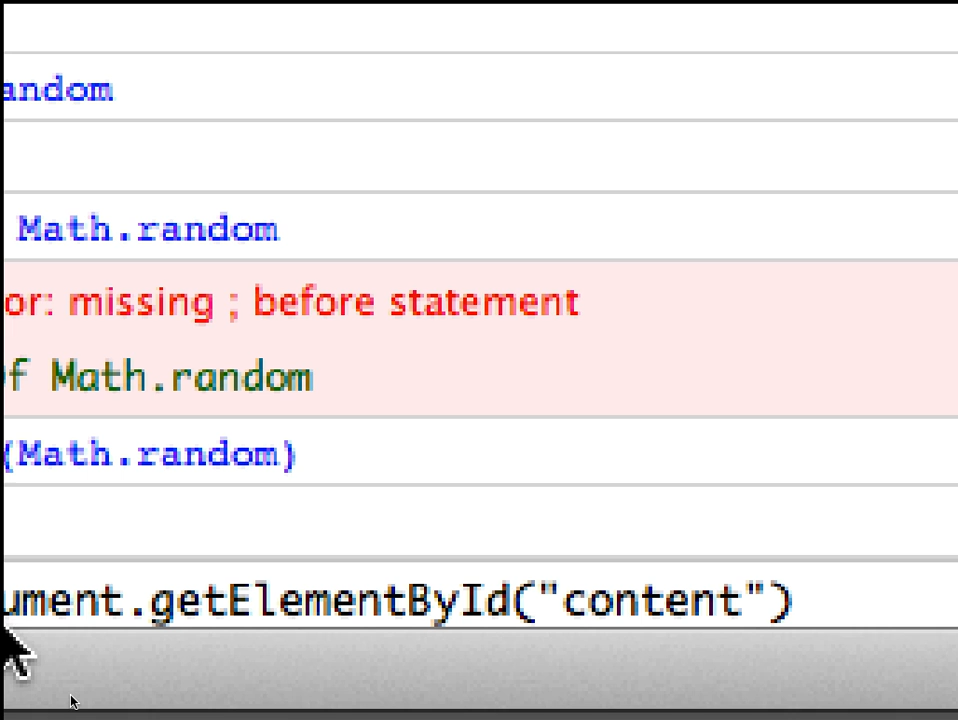 andom
Math.random
or: missing ; before statement
f Math.random
(Math.random)
ument.getElementById("content")